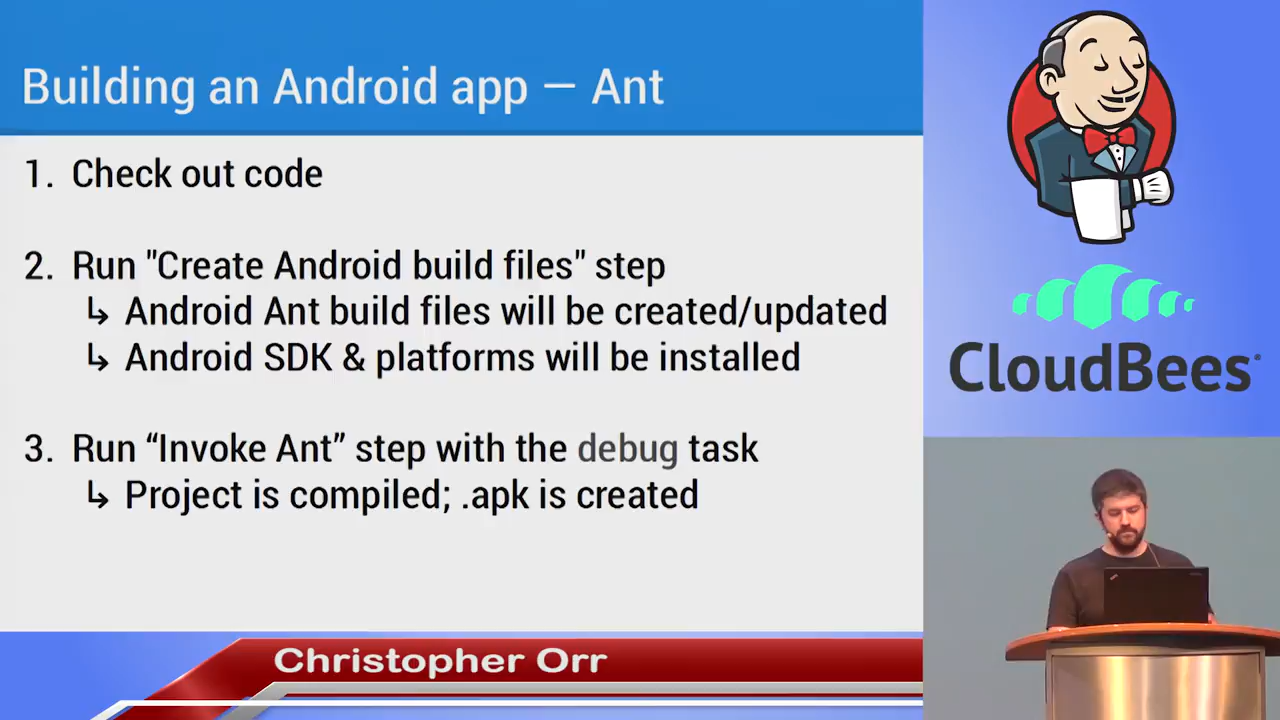 Building an Android app — Ant
1. Check out code
2. Run "Create Android build files" step
↳ Android Ant build files will be created/updated
↳ Android SDK & platforms will be installed
3. Run “Invoke Ant” step with the debug task
↳ Project is compiled; .apk is created
CloudBees
Christopher Orr